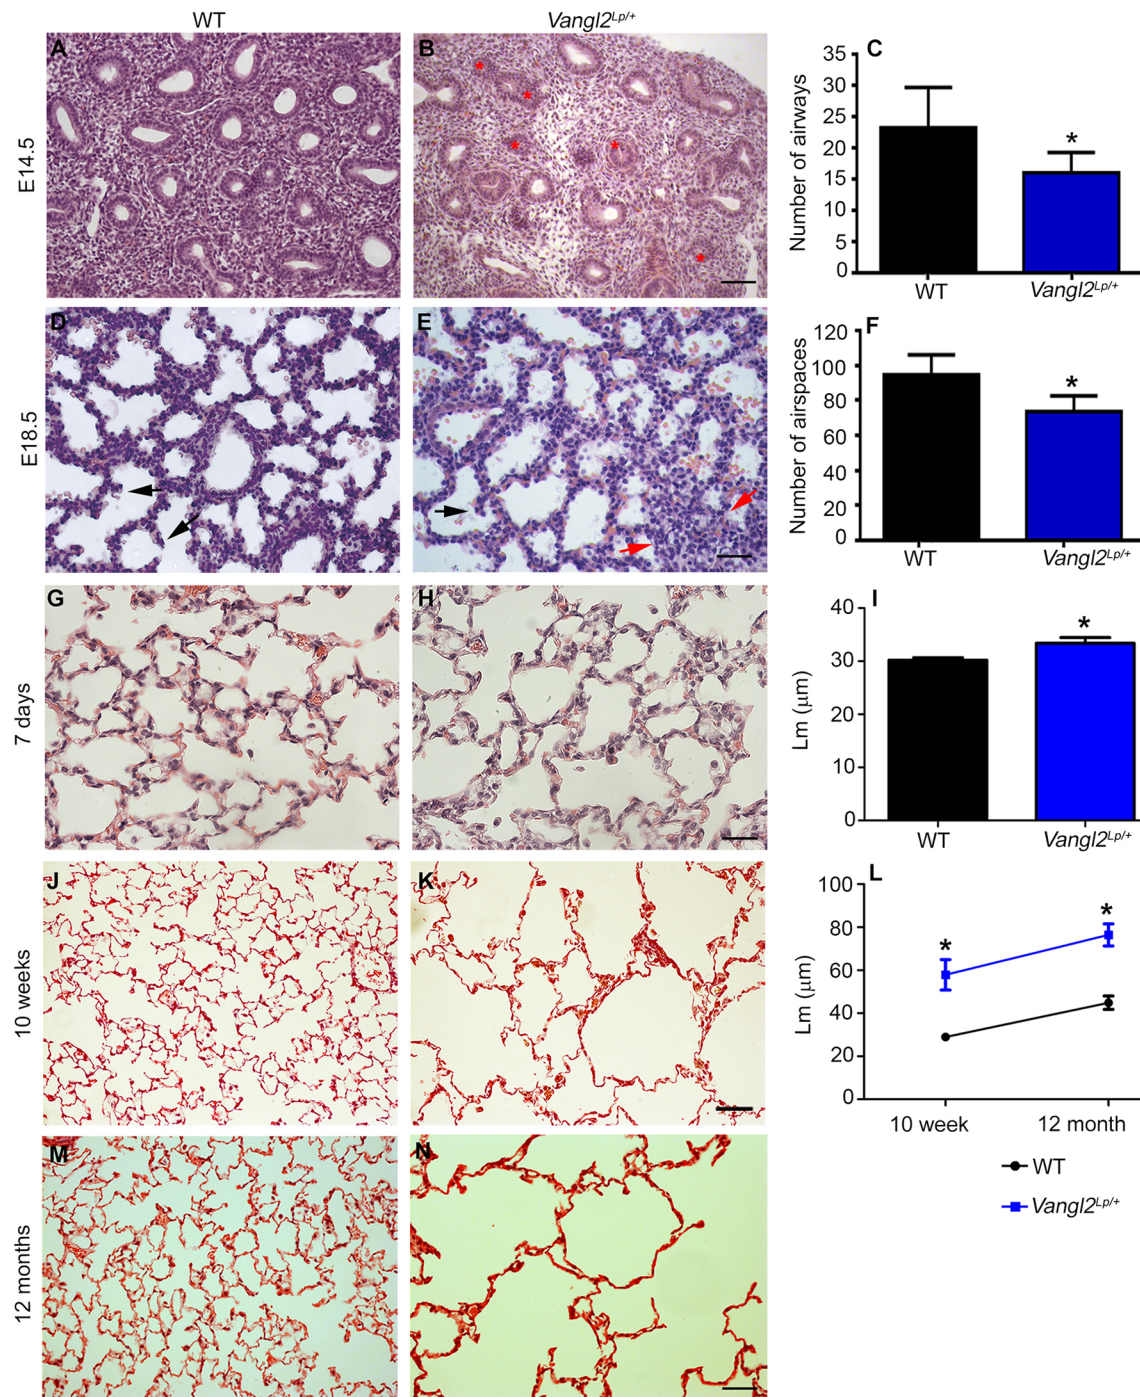 WT
Vangl2Lp/+
E14.5
A
B
*
*
*
*
*
C
Number of airways
35
30
25
20
15
10
5
0
*
WT
Vangl2Lp/+
E18.5
D
E
F
Number of airspaces
120
100
80
60
40
20
0
*
WT
Vangl2Lp/+
7 days
G
H
I
Lm (μm)
40
30
20
10
0
*
WT
Vangl2Lp/+
10 weeks
J
K
L
Lm (μm)
100
80
60
40
20
0
*
*
10 week
12 month
WT
Vangl2Lp/+
12 months
M
N